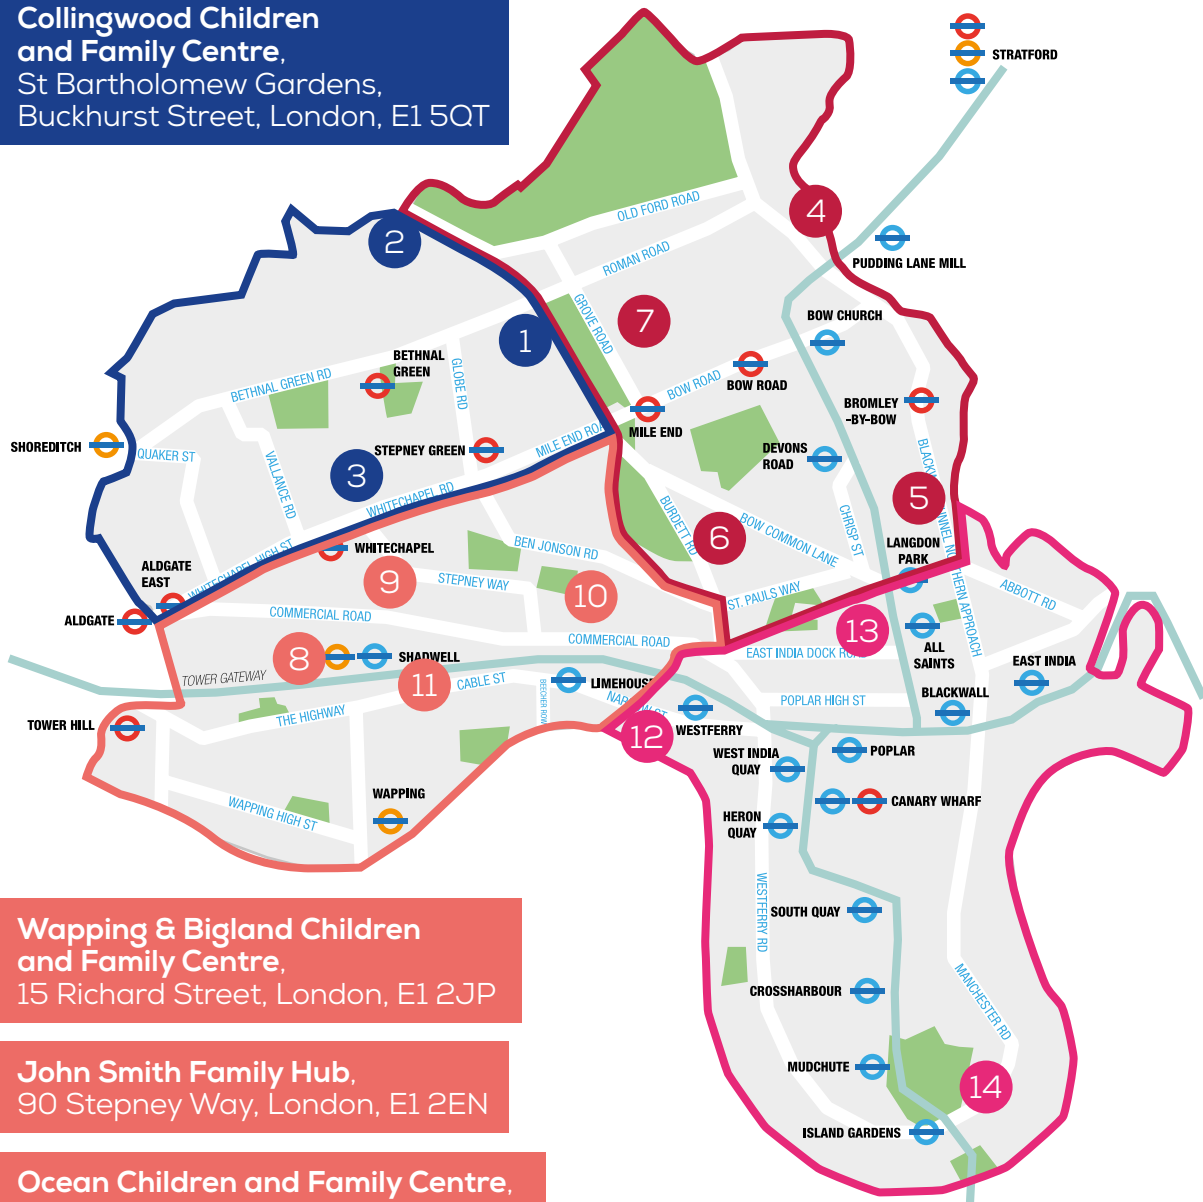 Collingwood Children
and Family Centre,
St Bartholomew Gardens,
Buckhurst Street, London, E1 5QT
STRATFORD
OLD FORD ROAD
4
2
ROMAN ROAD
PUDDING LANE MILL
GROVE ROAD
7
BOW CHURCH
1
BETHNAL
GREEN
GLOBE RD
BETHNAL GREEN RD
BOW ROAD
BOW ROAD
BROMLEY
-BY-BOW
MILE END
SHOREDITCH
QUAKER ST
STEPNEY GREEN
MILE END ROA
DEVONS
ROAD
VALLANCE RD
3
WHITECHAPEL RD
BURDETT RD
BOW COMMON LANE
CHRISP ST
5
6
LANGDON
PARK
WHITECHAPEL HIGH ST
WHITECHAPEL
BEN JONSON RD
ALDGATE
EAST
9
STEPNEY WAY
10
ST. PAULS WAY
ABBOTT RD
ALDGATE
COMMERCIAL ROAD
COMMERCIAL ROAD
13
EAST INDIA DOCK
ALL
SAINTS
EAST INDIA
8
SHADWELL
11
TOWER GATEWAY
CABLE ST
BEECHER ROW
LIMEHOUSE
POPLAR HIGH ST
BLACKWALL
THE HIGHWAY
TOWER HILL
12
WESTFERRY
WEST INDIA
QUAY
POPLAR
WAPPING
WAPPING HIGH ST
CANARY WHARF
HERON
QUAY
WESTFERRY RD
SOUTH QUAY
Wapping & Bigland Children
and Family Centre,
15 Richard Street, London, E1 2JP
CROSSHARBOUR
MANCHESTER RD
John Smith Family Hub,
90 Stepney Way, London, E1 2EN
MUDCHUTE
14
ISLAND GARDENS
Ocean Children and Family Centre,